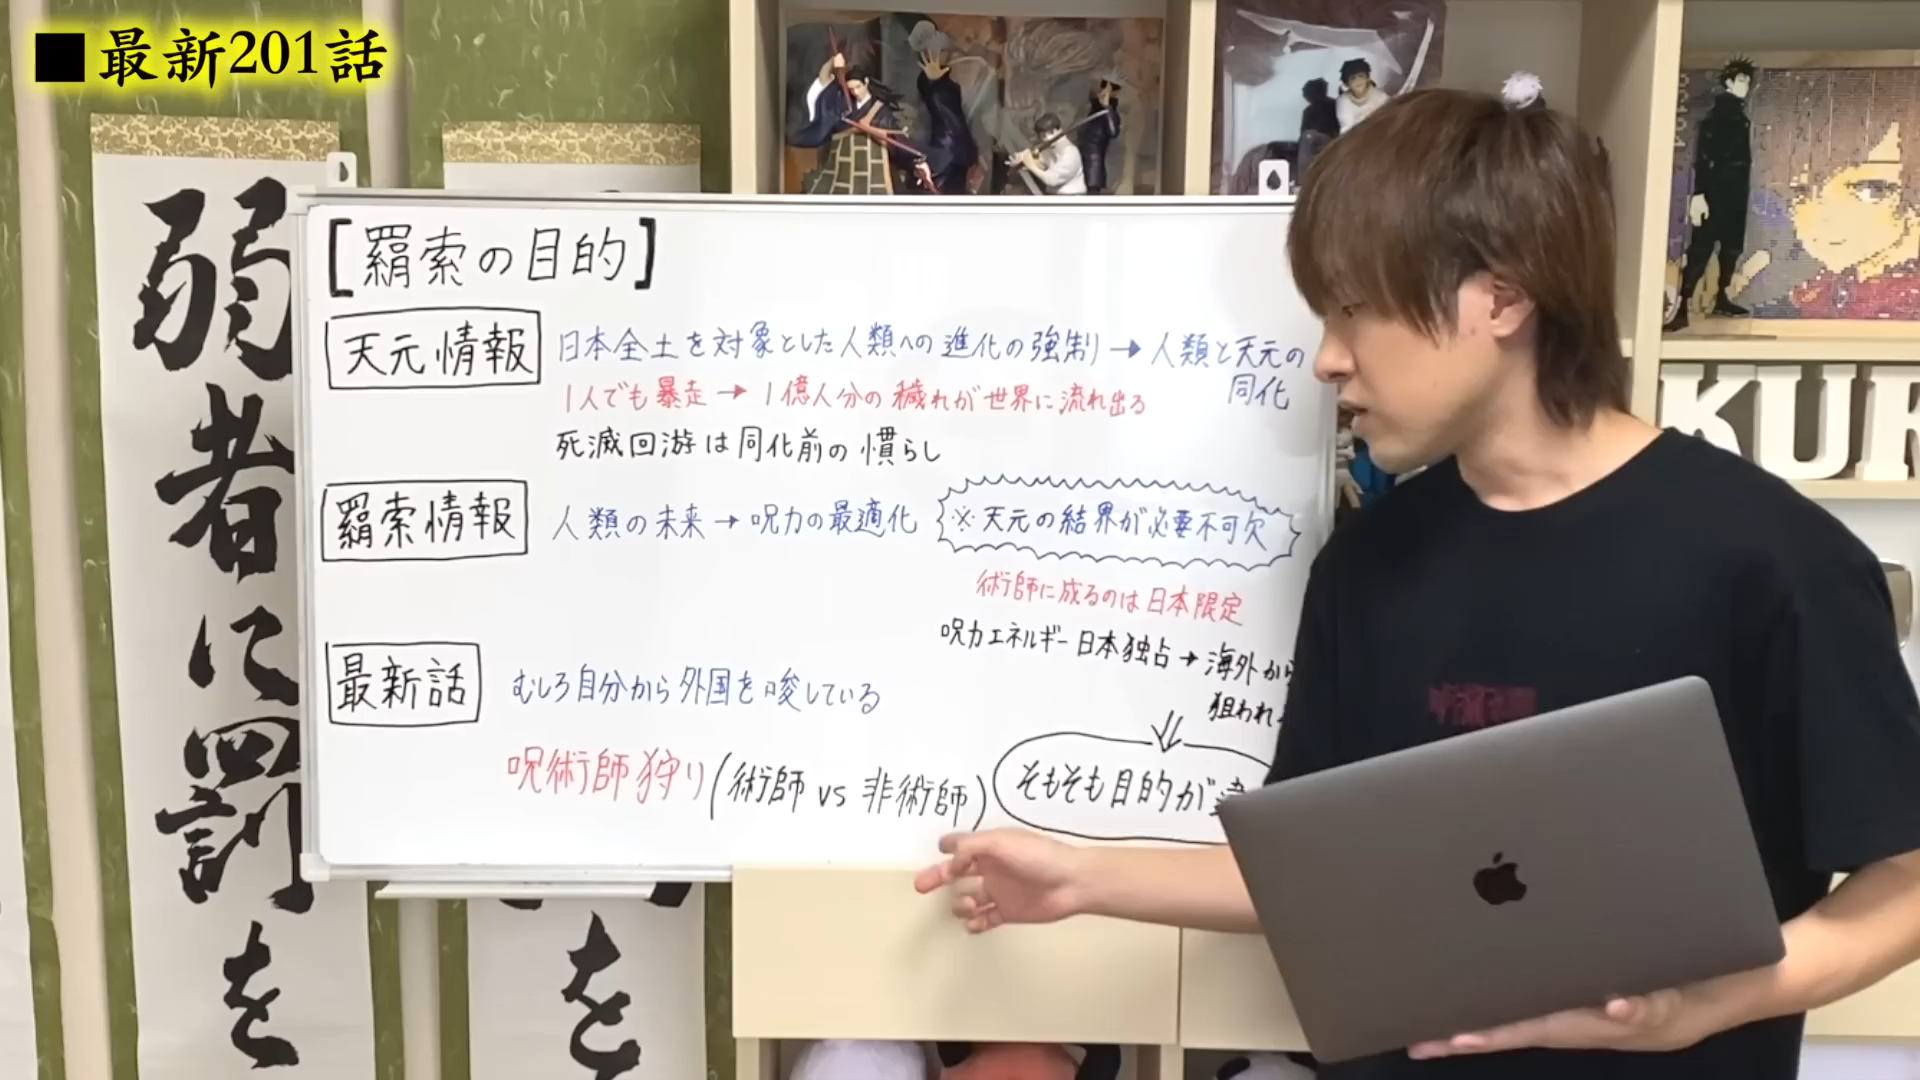 ■最新201話
[羂索の目的]
天元情報
日本全土を対象とした人類への進化の強制→人類と天元の
同化
1人でも暴走→1億人分の穢れが世界に流れ出る
死滅回游は同化前の慣らし
羂索情報
人類の未来→呪力の最適化
※天元の結界が必要不可欠
術師に成るのは日本限定
呪力エネルギー日本独占→海外から
狙われ
最新話
むしろ自分から外国を唆している
呪術師狩り(術師 vs 非術師)
そもそも目的が
弱者に罰を
を
KUR